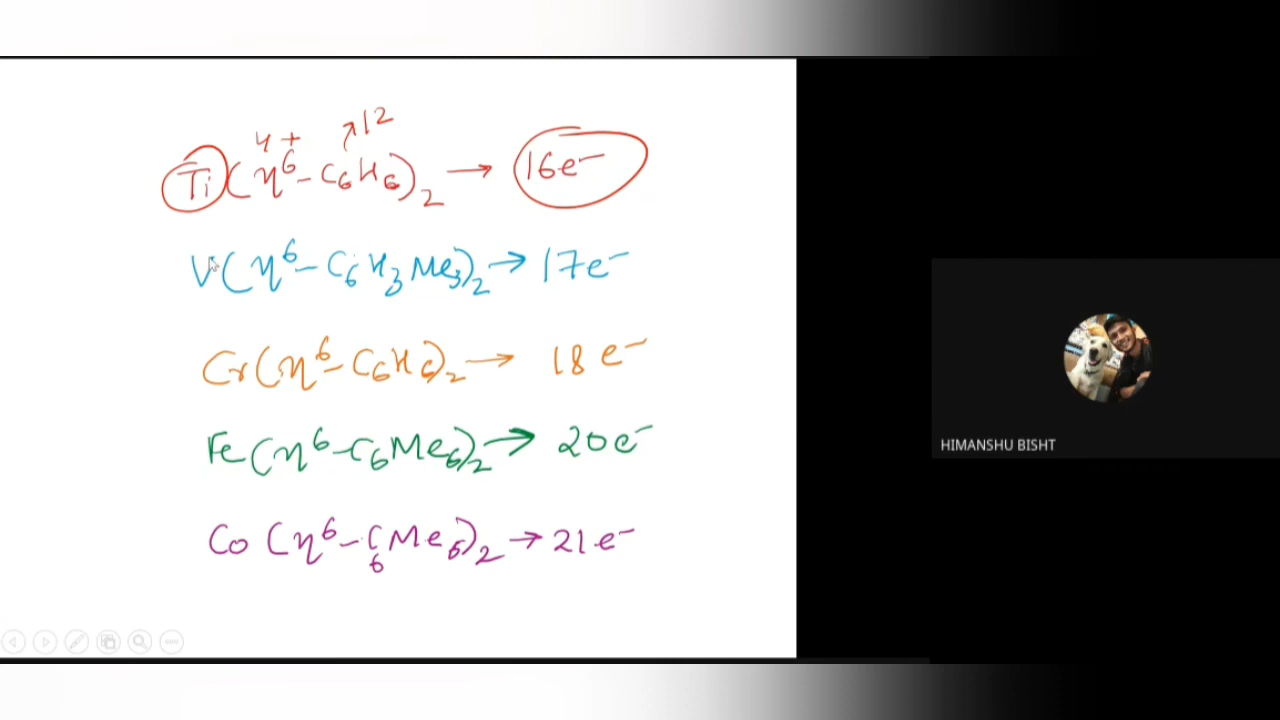 4+ ↗12
Ti(η⁶-C₆H₆)₂ → 16e⁻
V(η⁶-C₆H₃Me₃)₂ → 17e⁻
Cr(η⁶-C₆H₆)₂ → 18e⁻
Fe(η⁶-C₆Me₆)₂ → 20e⁻
Co(η⁶-C₆Me₆)₂ → 21e⁻
HIMANSHU BISHT